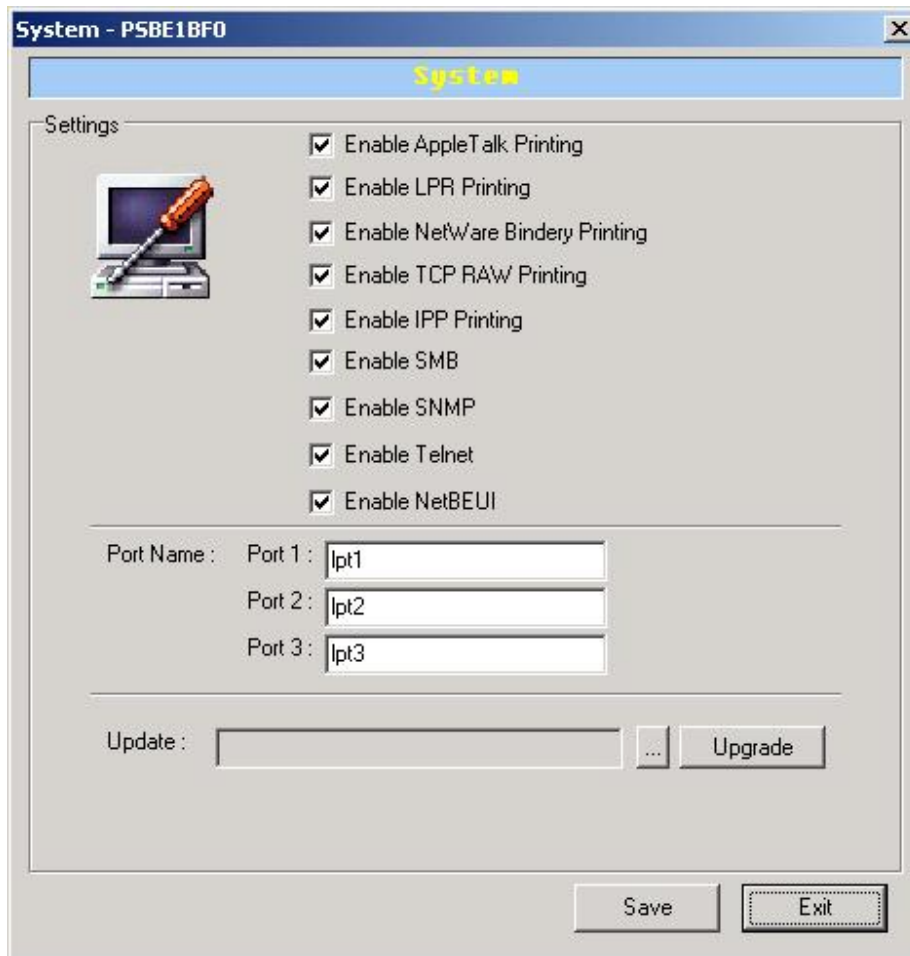 System - PSBE1BF0
System
Settings
Enable AppleTalk Printing
Enable LPR Printing
Enable NetWare Bindery Printing
Enable TCP RAW Printing
Enable IPP Printing
Enable SMB
Enable SNMP
Enable Telnet
Enable NetBEUI
Port Name : Port 1 : lpt1
Port 2 : lpt2
Port 3 : lpt3
Update : ... Upgrade
Save Exit